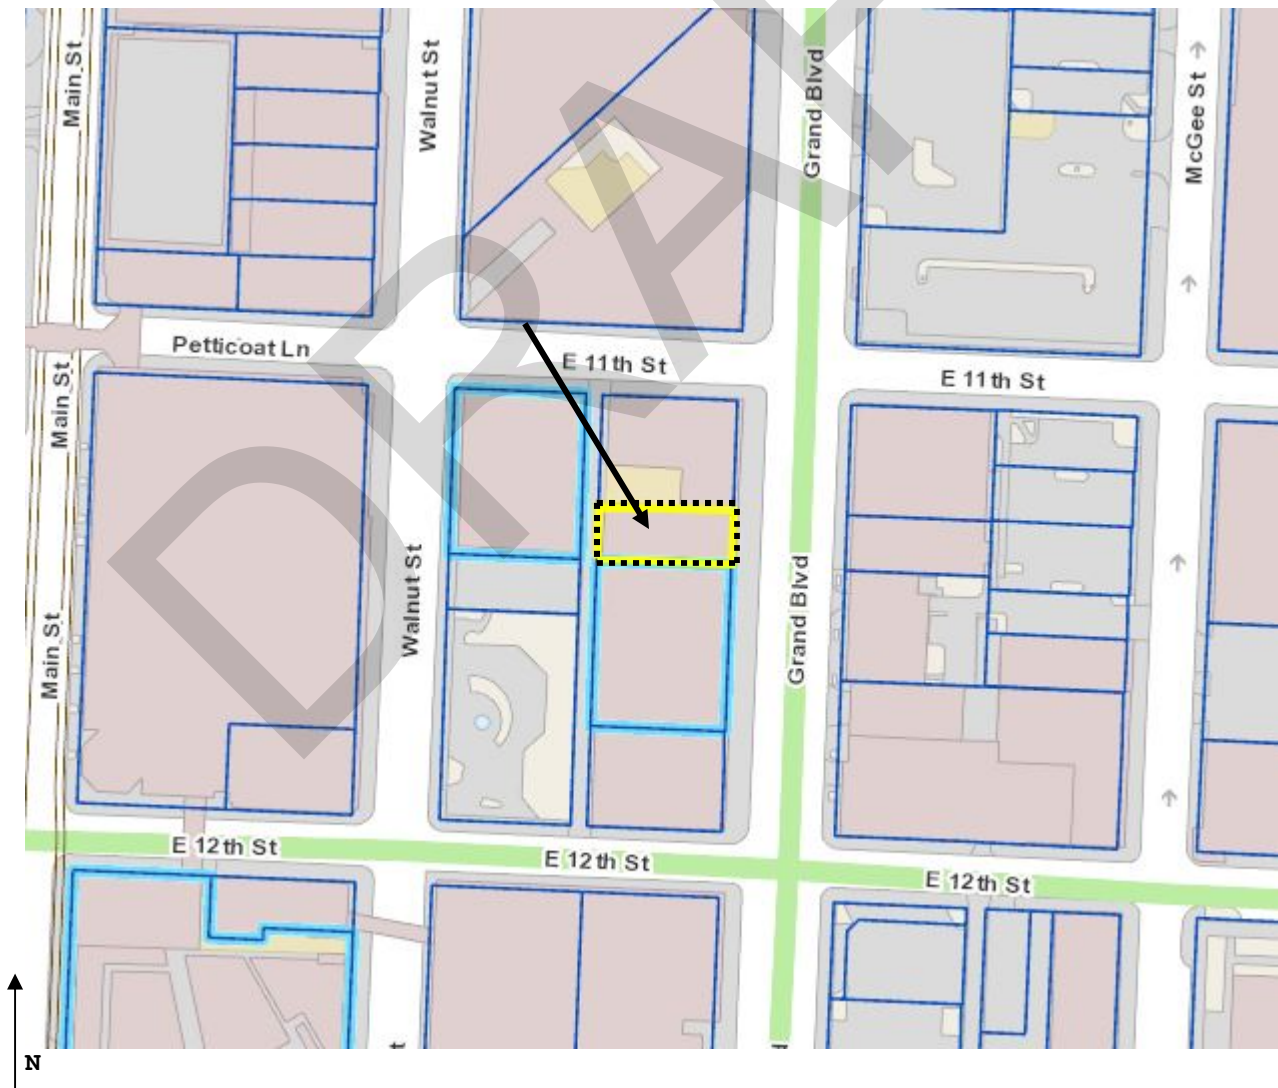 Main St
Walnut St
Grand Blvd
McGee St
Petticoat Ln
E 11th St
E 11th St
Main St
Walnut St
Grand Blvd
Main St
E 12th St
E 12th St
E 12th St
N
DRAF